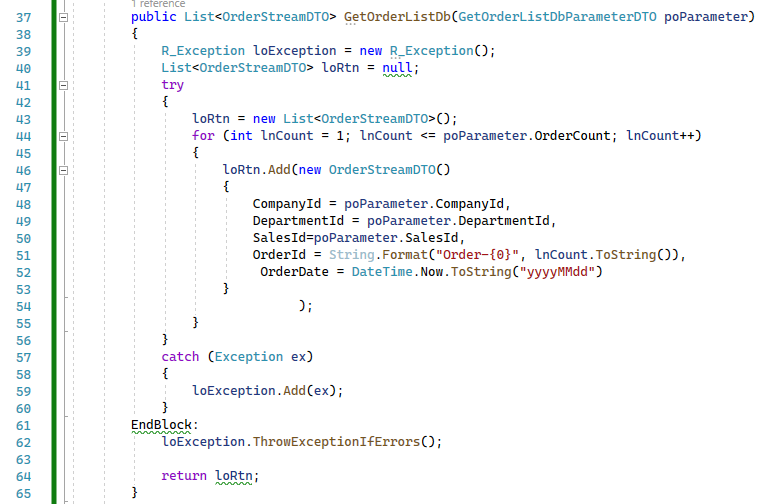 1 reference
37 public List<OrderStreamDTO> GetOrderListDb(GetOrderListDbParameterDTO poParameter)
38 {
39 R_Exception loException = new R_Exception();
40 List<OrderStreamDTO> loRtn = null;
41 try
42 {
43 loRtn = new List<OrderStreamDTO>();
44 for (int lnCount = 1; lnCount <= poParameter.OrderCount; lnCount++)
45 {
46 loRtn.Add(new OrderStreamDTO()
47 {
48 CompanyId = poParameter.CompanyId,
49 DepartmentId = poParameter.DepartmentId,
50 SalesId=poParameter.SalesId,
51 OrderId = String.Format("Order-{0}", lnCount.ToString()),
52 OrderDate = DateTime.Now.ToString("yyyyMMdd")
53 }
54 );
55 }
56 }
57 catch (Exception ex)
58 {
59 loException.Add(ex);
60 }
61 EndBlock:
62 loException.ThrowExceptionIfErrors();
63
64 return loRtn;
65 }